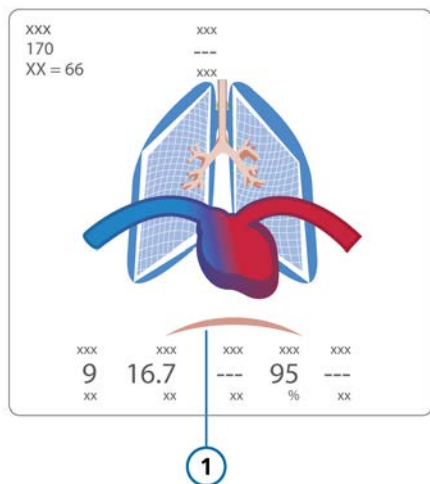 xxx xxx
170 ---
XX = 66 xxx
xxx xxx xxx xxx xxx
9 16.7 --- 95 ---
xx xx xx % xx
1